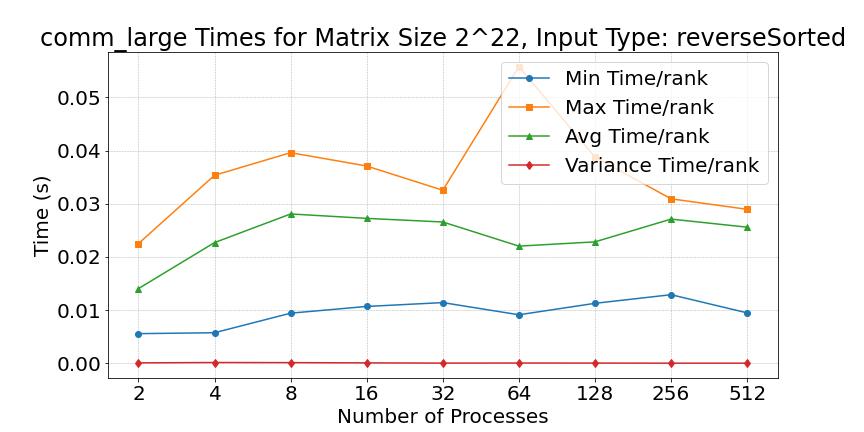 comm_large Times for Matrix Size 2^22, Input Type: reverseSorted
Min Time/rank
Max Time/rank
Avg Time/rank
Variance Time/rank
Time (s)
0.05
0.04
0.03
0.02
0.01
0.00
2 4 8 16 32 64 128 256 512
Number of Processes